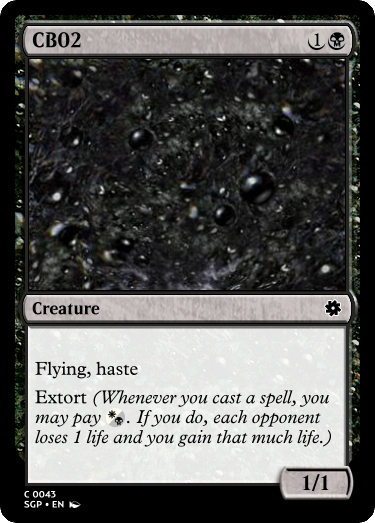 CBO2 1
Creature
Flying, haste
Extort (Whenever you cast a spell, you
may pay . If you do, each opponent
loses 1 life and you gain that much life.)
1/1
C 0043
SGP • EN